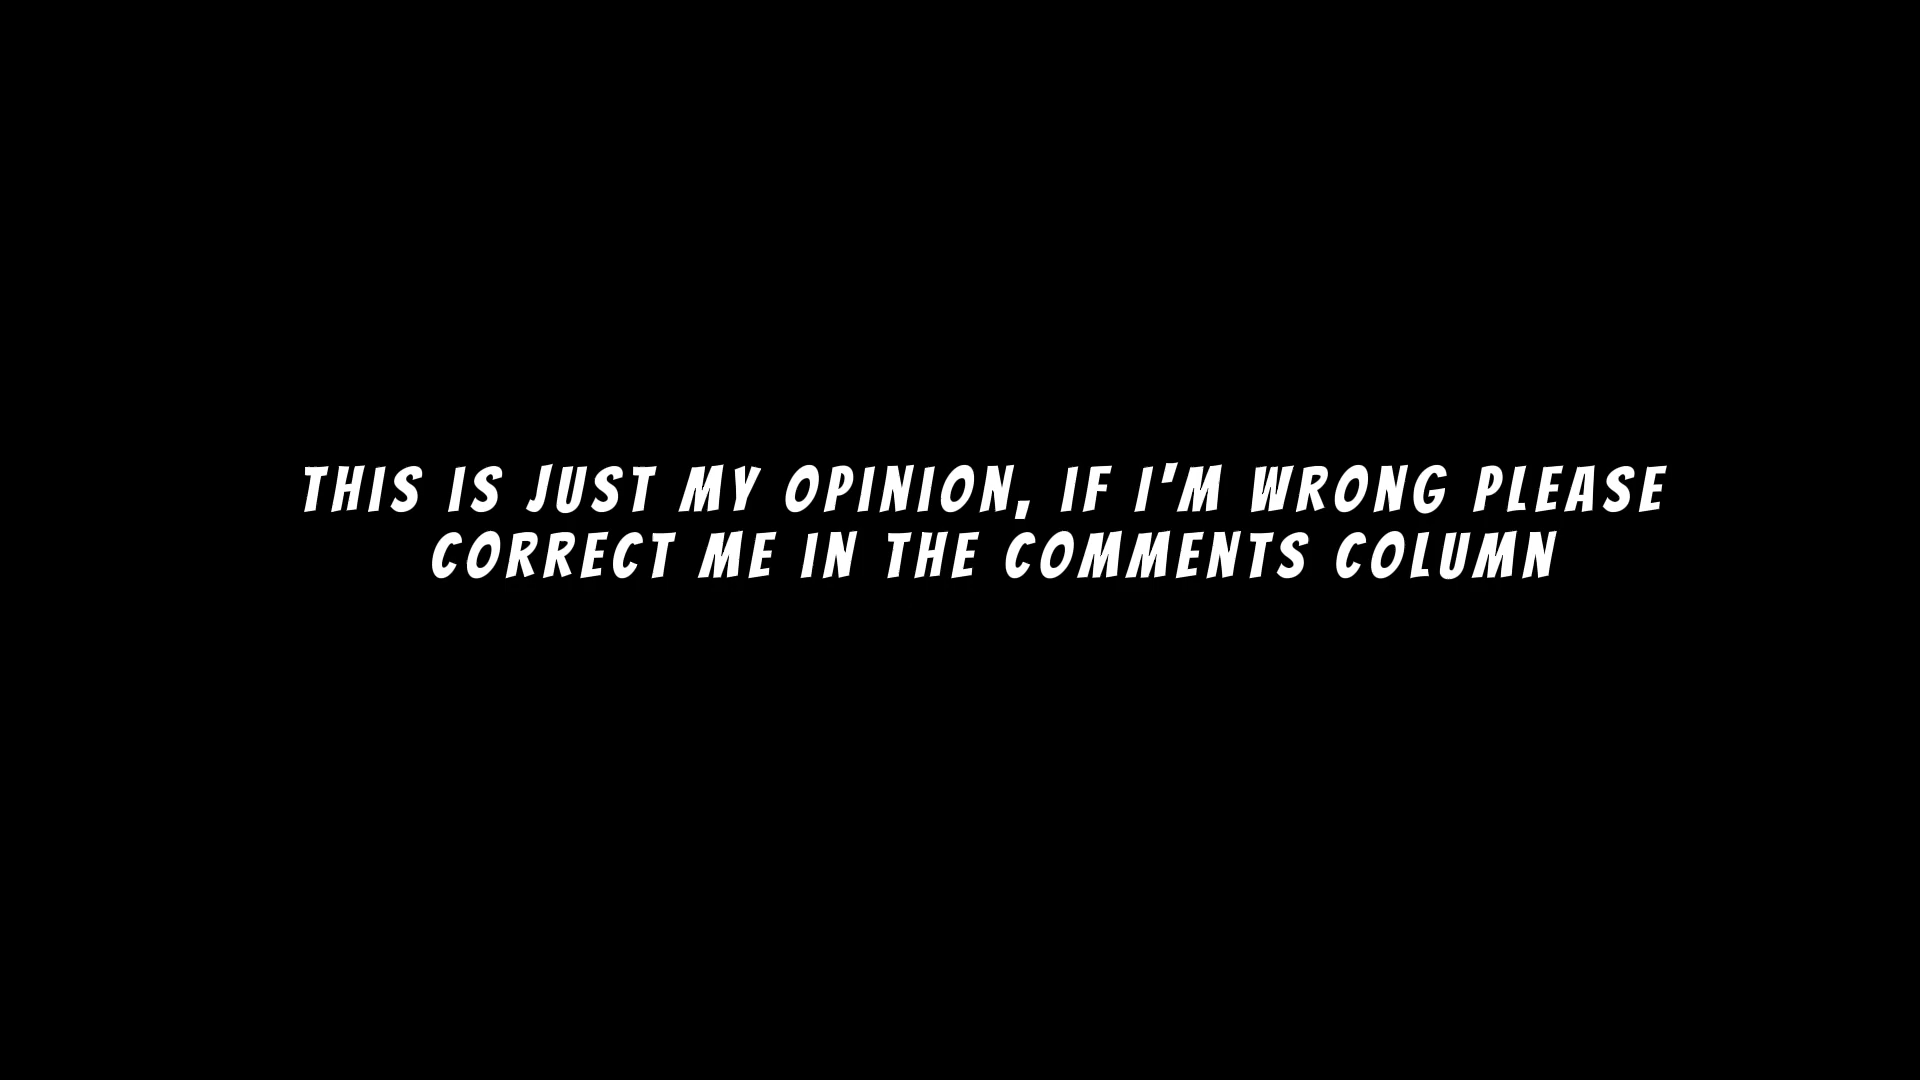 THIS IS JUST MY OPINION, IF I'M WRONG PLEASE
CORRECT ME IN THE COMMENTS COLUMN